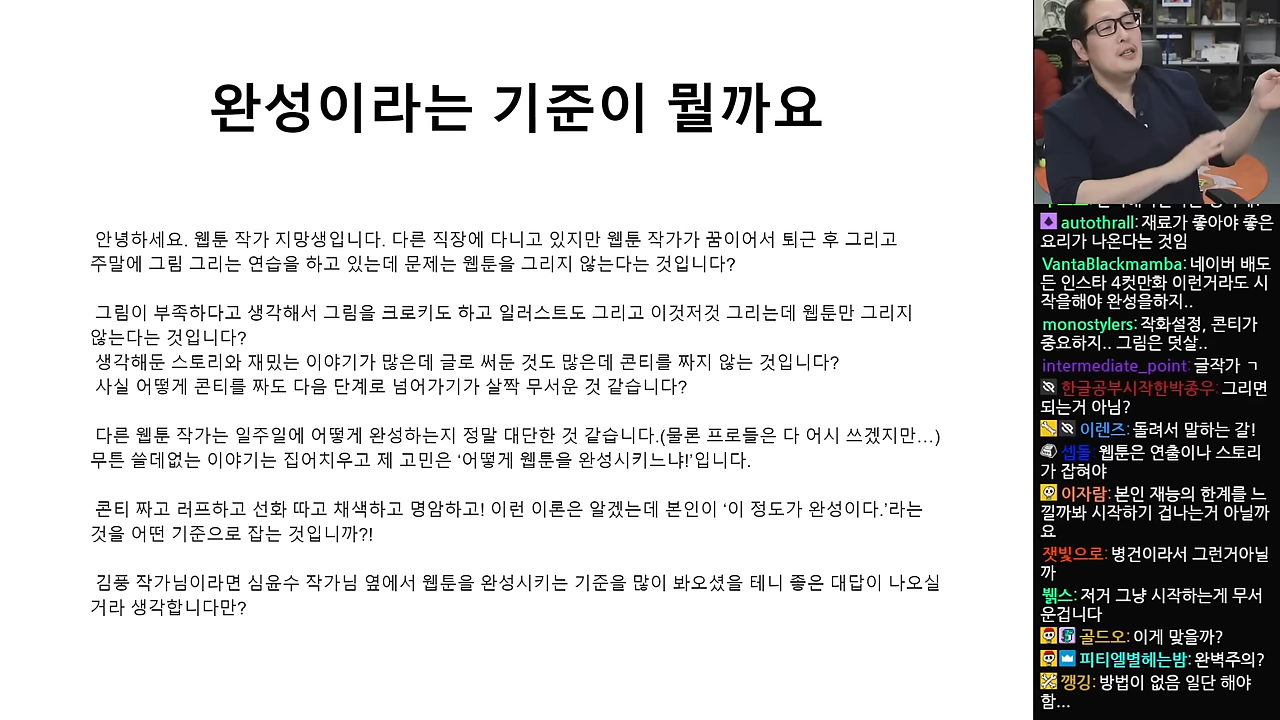 완성이라는 기준이 뭘까요
안녕하세요. 웹툰 작가 지망생입니다. 다른 직장에 다니고 있지만 웹툰 작가가 꿈이어서 퇴근 후 그리고
주말에 그림 그리는 연습을 하고 있는데 문제는 웹툰을 그리지 않는다는 것입니다?
그림이 부족하다고 생각해서 그림을 크로키도 하고 일러스트도 그리고 이것저것 그리는데 웹툰만 그리지
않는다는 것입니다?
생각해둔 스토리와 재밌는 이야기가 많은데 글로 써둔 것도 많은데 콘티를 짜지 않는 것입니다?
사실 어떻게 콘티를 짜도 다음 단계로 넘어가기가 살짝 무서운 것 같습니다?
다른 웹툰 작가는 일주일에 어떻게 완성하는지 정말 대단한 것 같습니다.(물론 프로들은 다 어시 쓰겠지만...)
무튼 쓸데없는 이야기는 집어치우고 제 고민은 '어떻게 웹툰을 완성시키느냐!'입니다.
콘티 짜고 러프하고 선화 따고 채색하고 명암하고! 이런 이론은 알겠는데 본인이 '이 정도가 완성이다.'라는
것을 어떤 기준으로 잡는 것입니까?!
김풍 작가님이라면 심윤수 작가님 옆에서 웹툰을 완성시키는 기준을 많이 봐오셨을 테니 좋은 대답이 나오실
거라 생각합니다만?
autothrall: 재료가 좋아야 좋은
요리가 나온다는 것임
VantaBlackmamba: 네이버 배도
든 인스타 4컷만화 이런거라도 시
작을해야 완성을하지..
monostylers: 작화설정, 콘티가
중요하지.. 그림은 덧살..
intermediate_point: 글작가 ㄱ
한글공부시작한박종우: 그리면
되는거 아님?
이렌즈: 돌려서 말하는 갈!
셉돌: 웹툰은 연출이나 스토리
가 잡혀야
이자람: 본인 재능의 한계를 느
낄까봐 시작하기 겁나는거 아닐까
요
잿빛으로: 병건이라서 그런거아닐
까
뷁스: 저거 그냥 시작하는게 무서
운겁니다
골드오: 이게 맞을까?
피티엘별헤는밤: 완벽주의?
깽깅: 방법이 없음 일단 해야
함...